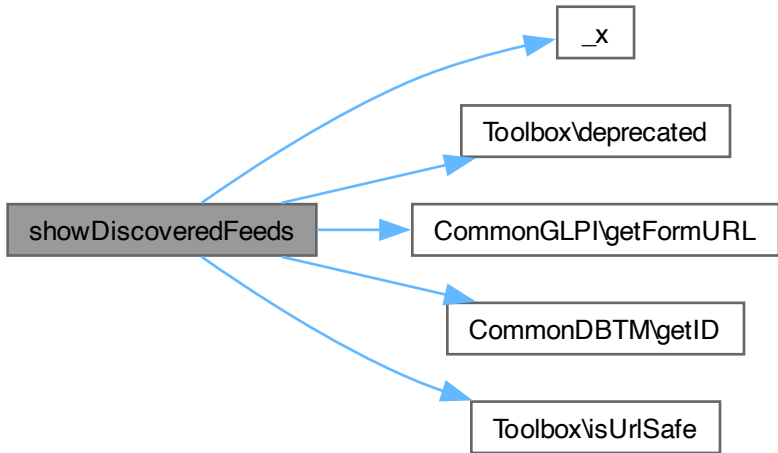 _x
Toolbox\deprecated
showDiscoveredFeeds
CommonGLPI\getFormURL
CommonDBTM\getID
Toolbox\isUrlSafe